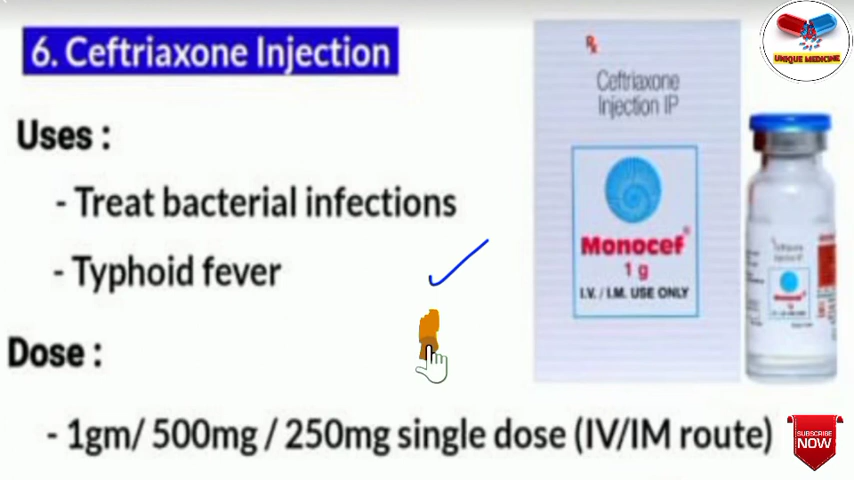 6. Ceftriaxone Injection
Uses :
- Treat bacterial infections
- Typhoid fever
Dose :
- 1gm/ 500mg / 250mg single dose (IV/IM route)
Rx
Ceftriaxone
Injection IP
Monocef®
1 g
I.V. / I.M. USE ONLY
UNIQUE MEDICINE
SUBSCRIBE
NOW